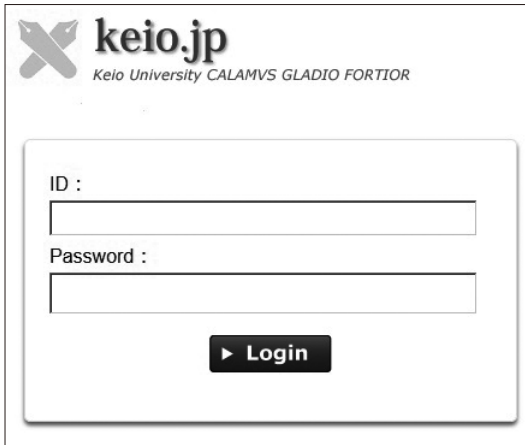 keio.jp
Keio University CALAMVS GLADIO FORTIOR
ID :
Password :
Login